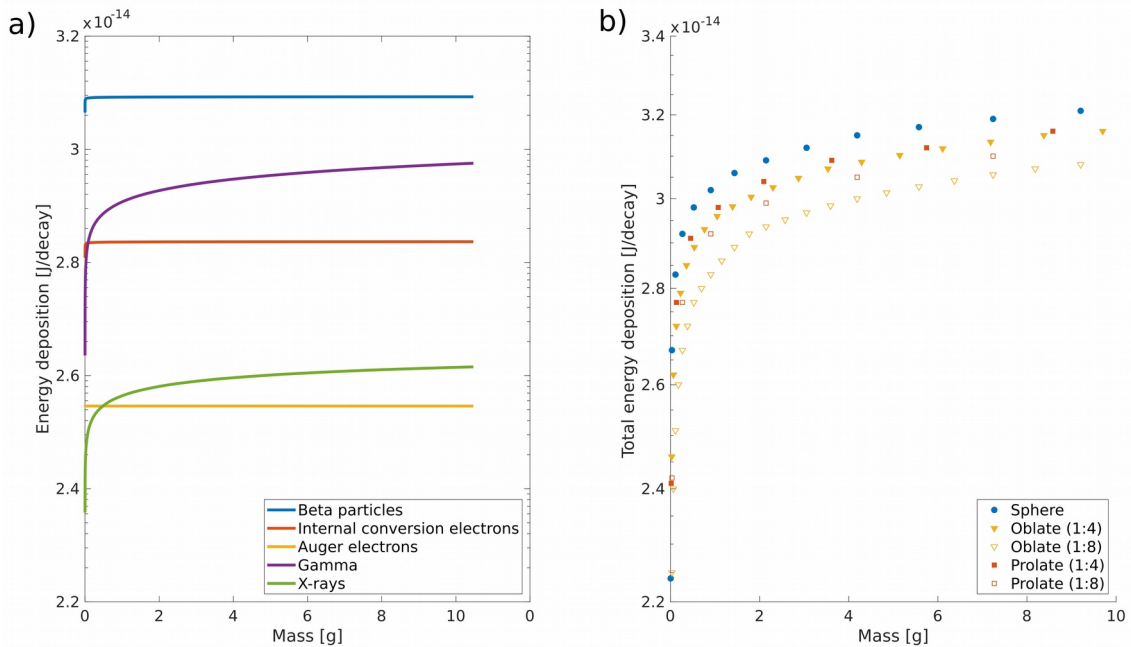 a)
×10⁻¹⁴
3.2
3
2.8
2.6
2.4
2.2
0
2
4
6
8
10
0
Energy deposition [J/decay]
Mass [g]
Beta particles
Internal conversion electrons
Auger electrons
Gamma
X-rays
b)
×10⁻¹⁴
3.4
3.2
3
2.8
2.6
2.4
2.2
0
2
4
6
8
10
Total energy deposition [J/decay]
Mass [g]
Sphere
Oblate (1:4)
Oblate (1:8)
Prolate (1:4)
Prolate (1:8)